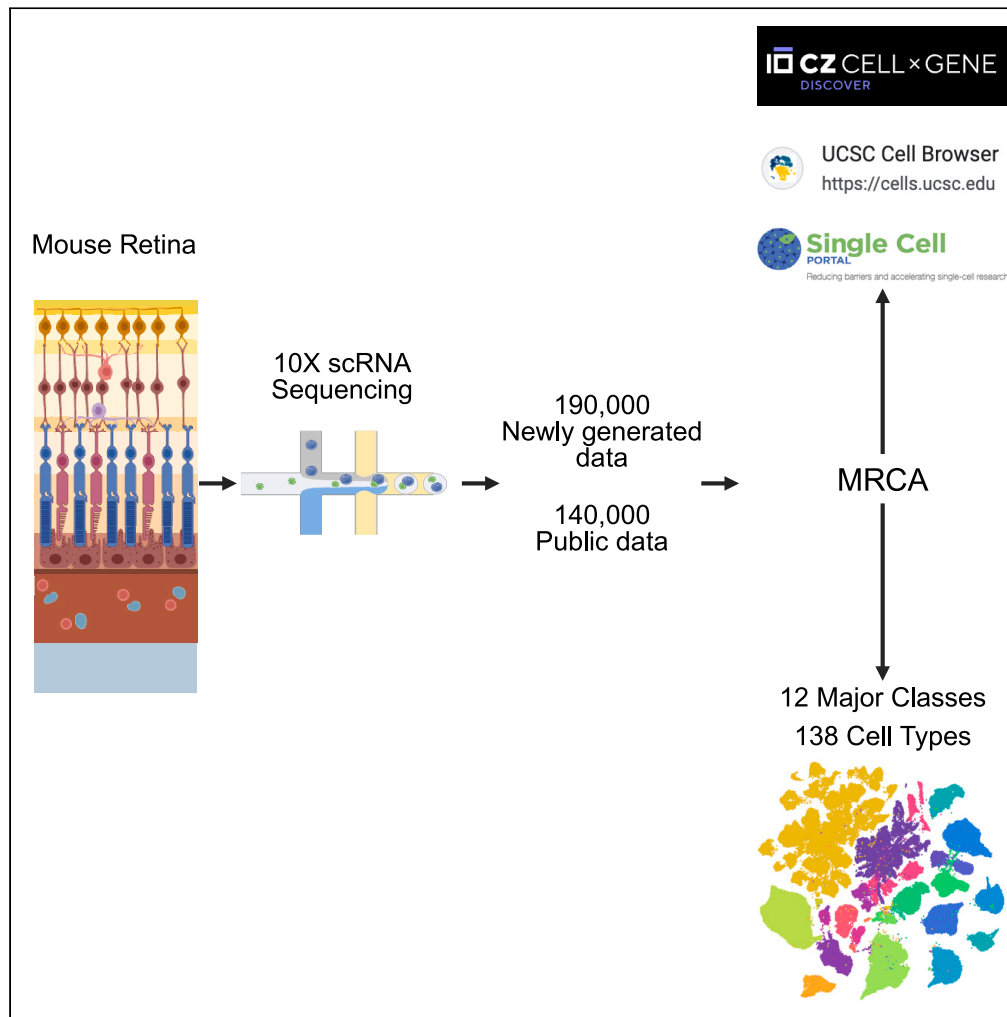 CZ CELL × GENE
DISCOVER
UCSC Cell Browser
https://cells.ucsc.edu
Single Cell
PORTAL
Reducing barriers and accelerating single-cell research
Mouse Retina
10X scRNA
Sequencing
190,000
Newly generated
data
140,000
Public data
MRCA
12 Major Classes
138 Cell Types